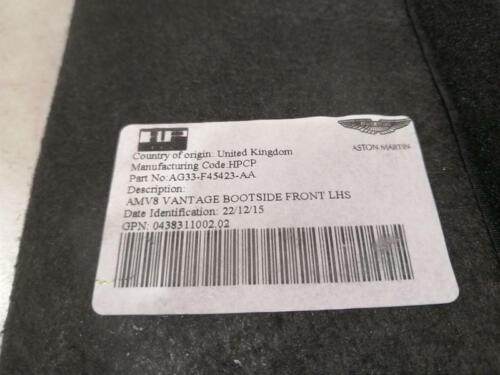 HP
Country of origin: United Kingdom
Manufacturing Code:HPCP
Part No:AG33-F45423-AA
Description:
AMV8 VANTAGE BOOTSIDE FRONT LHS
Date Identification: 22/12/15
GPN: 0438311002.02
ASTON MARTIN